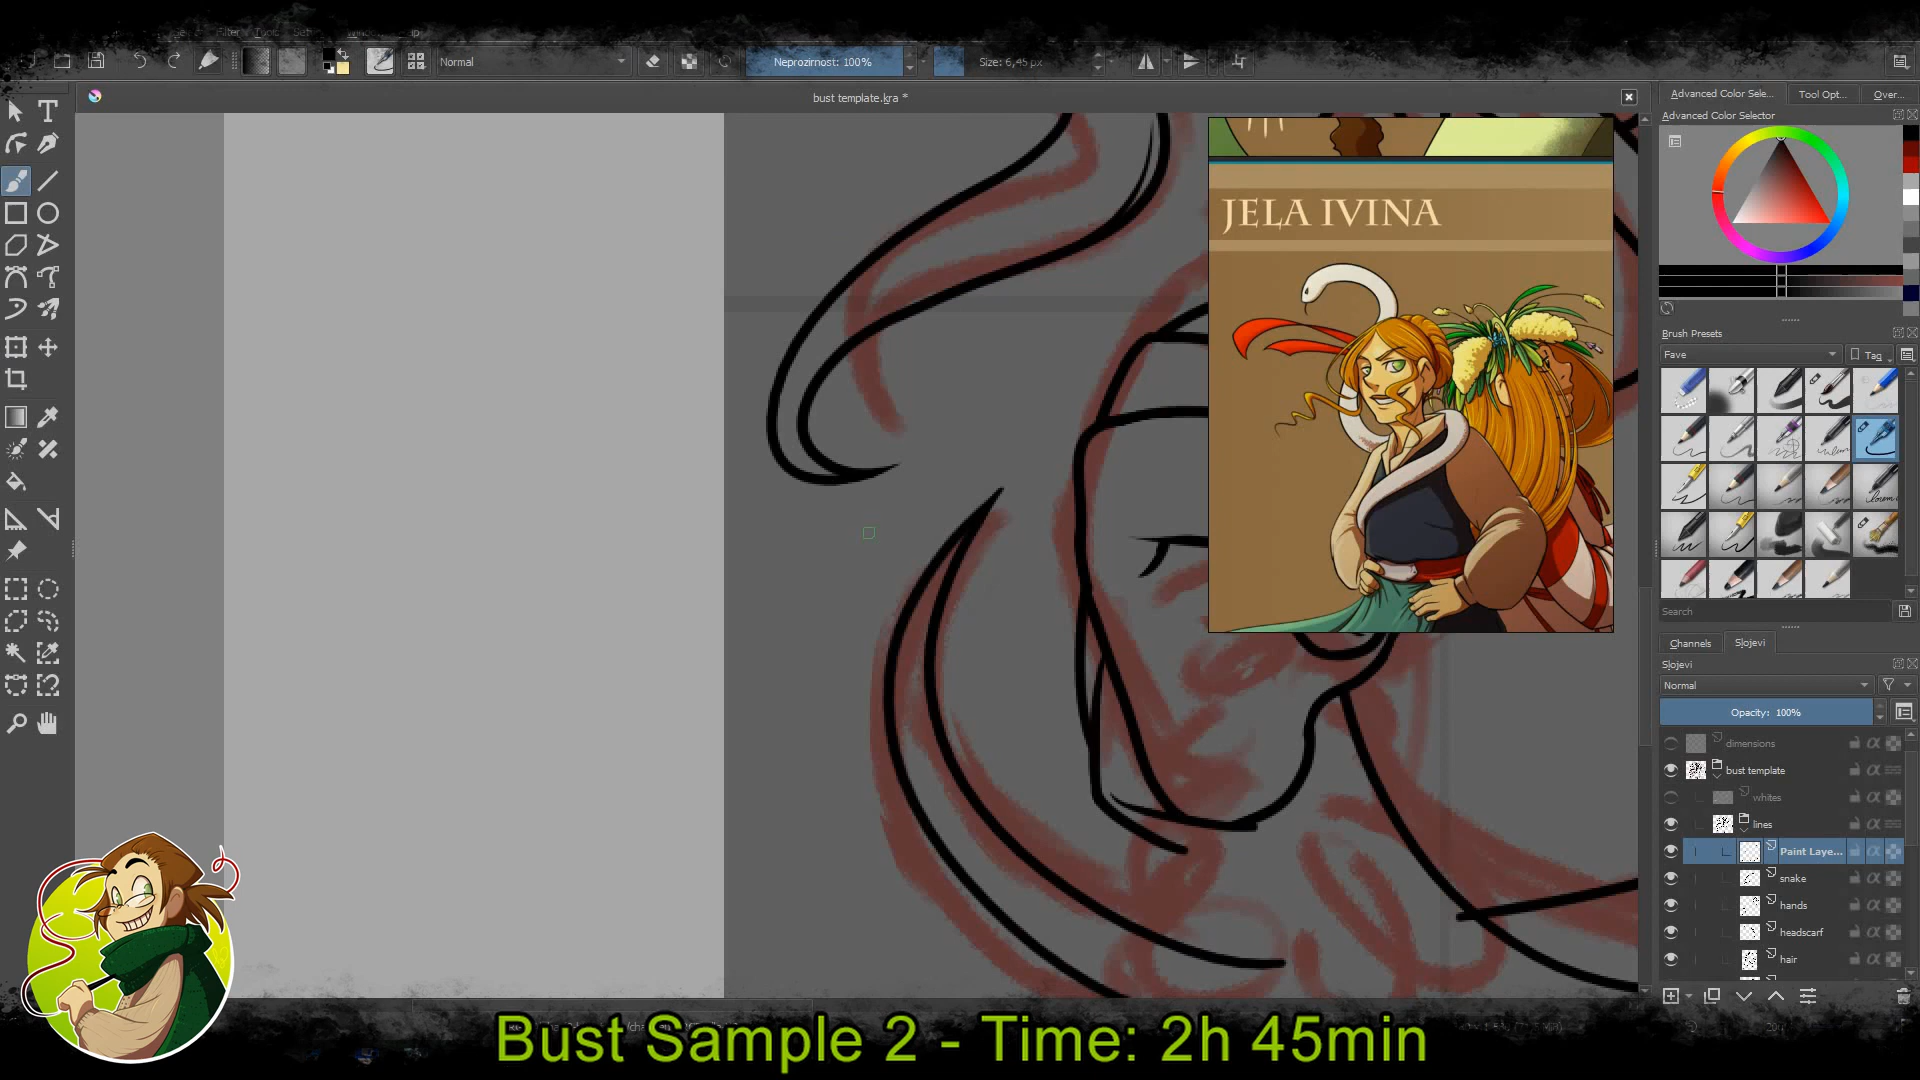 Filter Tools
Normal
Neprozirnost: 100%
Size: 6,45 px
bust template.kra *
Advanced Color Sele...
Tool Opt...
Over...
Advanced Color Selector
JELA IVINA
Brush Presets
Fave
Tag
Search
Channels
Slojevi
Slojevi
Normal
Opacity: 100%
dimensions
bust template
whites
lines
Paint Laye...
snake
hands
headscarf
hair
Bust Sample 2 - Time: 2h 45min